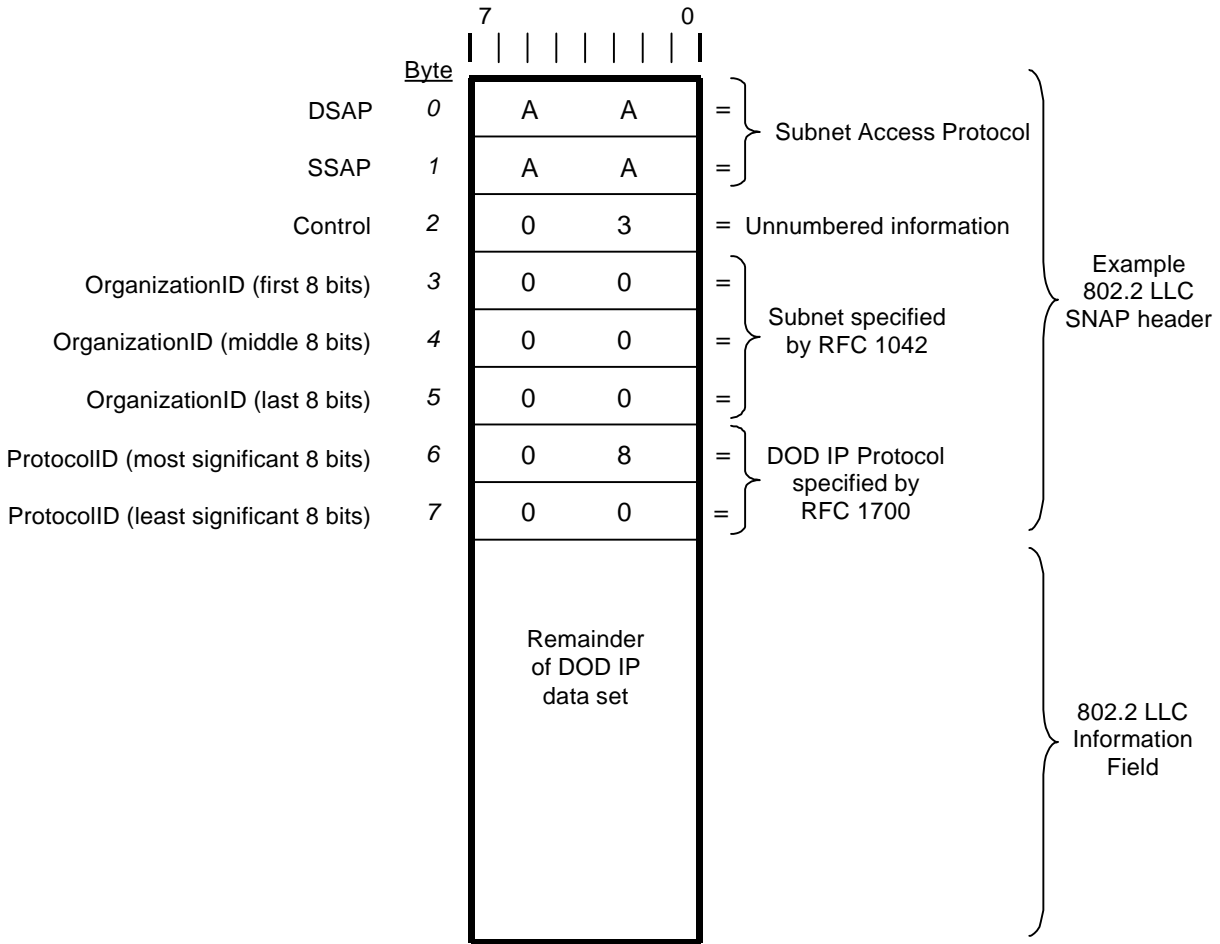 7 0
Byte
DSAP 0 A A =
Subnet Access Protocol
SSAP 1 A A =
Control 2 0 3 = Unnumbered information
OrganizationID (first 8 bits) 3 0 0 =
OrganizationID (middle 8 bits) 4 0 0 =
Subnet specified
by RFC 1042
OrganizationID (last 8 bits) 5 0 0 =
Example
802.2 LLC
SNAP header
ProtocolID (most significant 8 bits) 6 0 8 =
ProtocolID (least significant 8 bits) 7 0 0 =
DOD IP Protocol
specified by
RFC 1700
Remainder
of DOD IP
data set
802.2 LLC
Information
Field